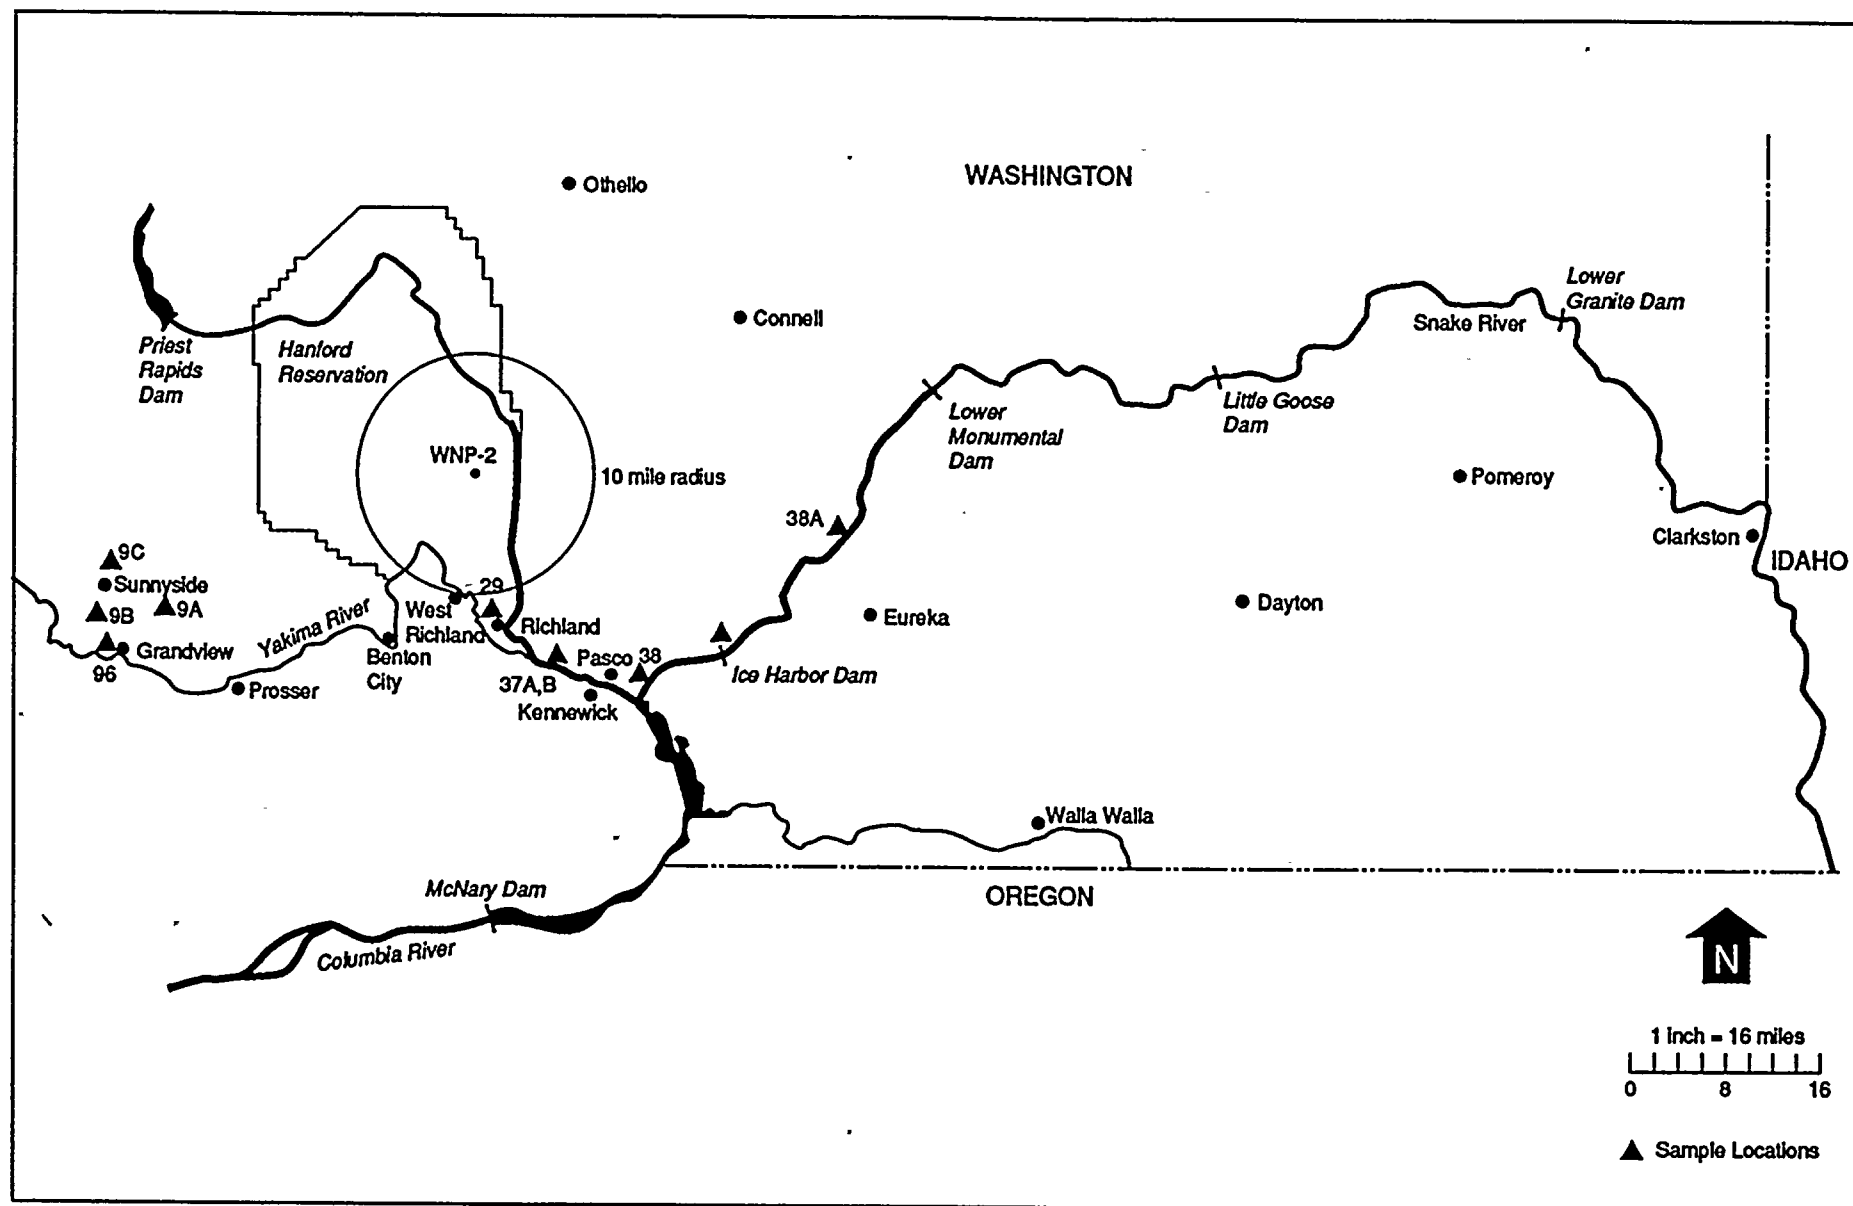 WASHINGTON
Othello
Connell
Lower
Granite Dam
Snake River
Priest
Rapids
Dam
Hanford
Reservation
Little Goose
Dam
Lower
Monumental
Dam
WNP-2
10 mile radius
Pomeroy
38A
Clarkston
IDAHO
9C
Sunnyside
9B
9A
96
Grandview
Yakima River
Prosser
Benton
City
West
Richland
29
Richland
37A,B
Pasco
38
Kennewick
Ice Harbor Dam
Eureka
Dayton
Walla Walla
McNary Dam
Columbia River
OREGON
N
1 inch = 16 miles
0 8 16
Sample Locations